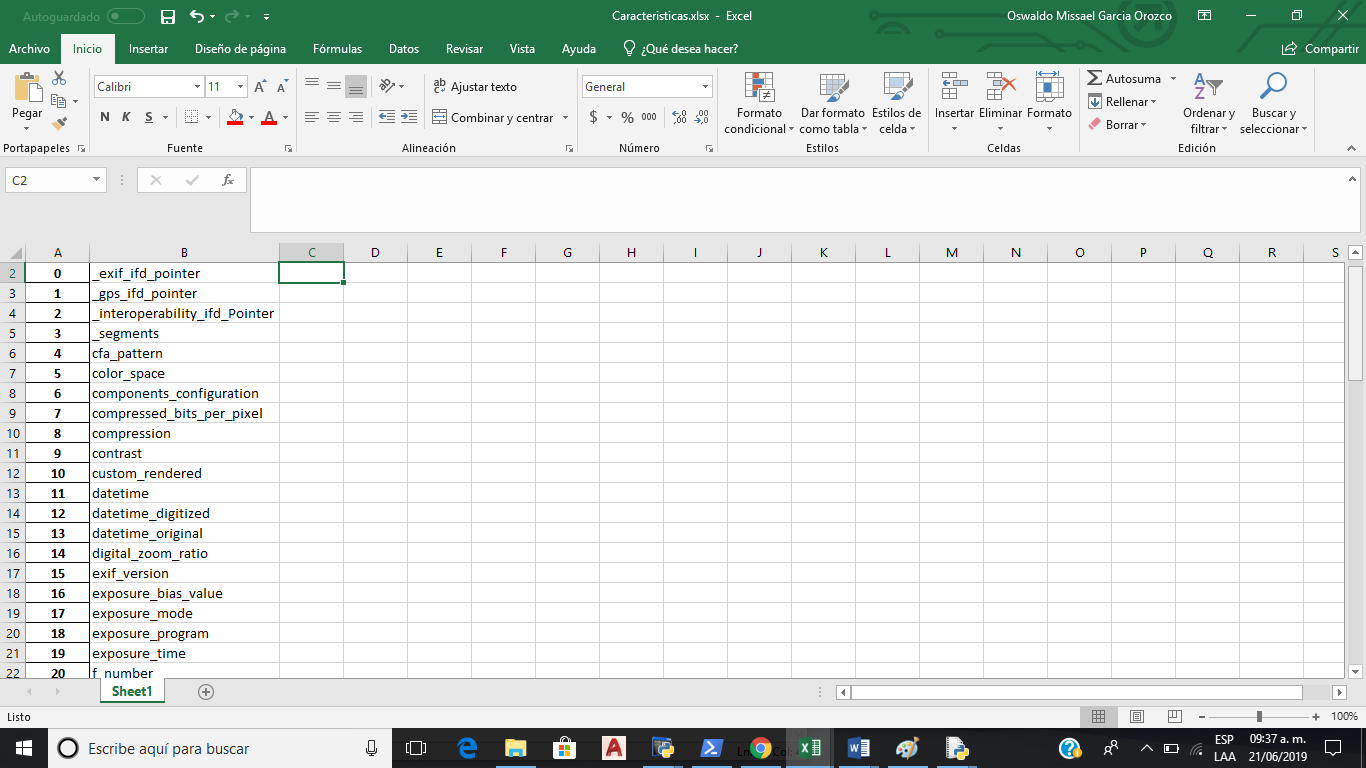 Autoguardado
Caracteristicas.xlsx - Excel
Oswaldo Missael Garcia Orozco
Archivo Inicio Insertar Diseño de página Fórmulas Datos Revisar Vista Ayuda ¿Qué desea hacer? Compartir
Pegar
Calibri 11
N K S
Ajustar texto
Combinar y centrar
General
$ % 000
Formato condicional
Dar formato como tabla
Estilos de celda
Insertar Eliminar Formato
Autosuma
Rellenar
Borrar
Ordenar y filtrar
Buscar y seleccionar
Portapapeles Fuente Alineación Número Estilos Celdas Edición
C2 fx
A B C D E F G H I J K L M N O P Q R S
2 0 _exif_ifd_pointer
3 1 _gps_ifd_pointer
4 2 _interoperability_ifd_Pointer
5 3 _segments
6 4 cfa_pattern
7 5 color_space
8 6 components_configuration
9 7 compressed_bits_per_pixel
10 8 compression
11 9 contrast
12 10 custom_rendered
13 11 datetime
14 12 datetime_digitized
15 13 datetime_original
16 14 digital_zoom_ratio
17 15 exif_version
18 16 exposure_bias_value
19 17 exposure_mode
20 18 exposure_program
21 19 exposure_time
22 20 f_number
Sheet1
Listo
100%
Escribe aquí para buscar
ESP 09:37 a. m.
LAA 21/06/2019